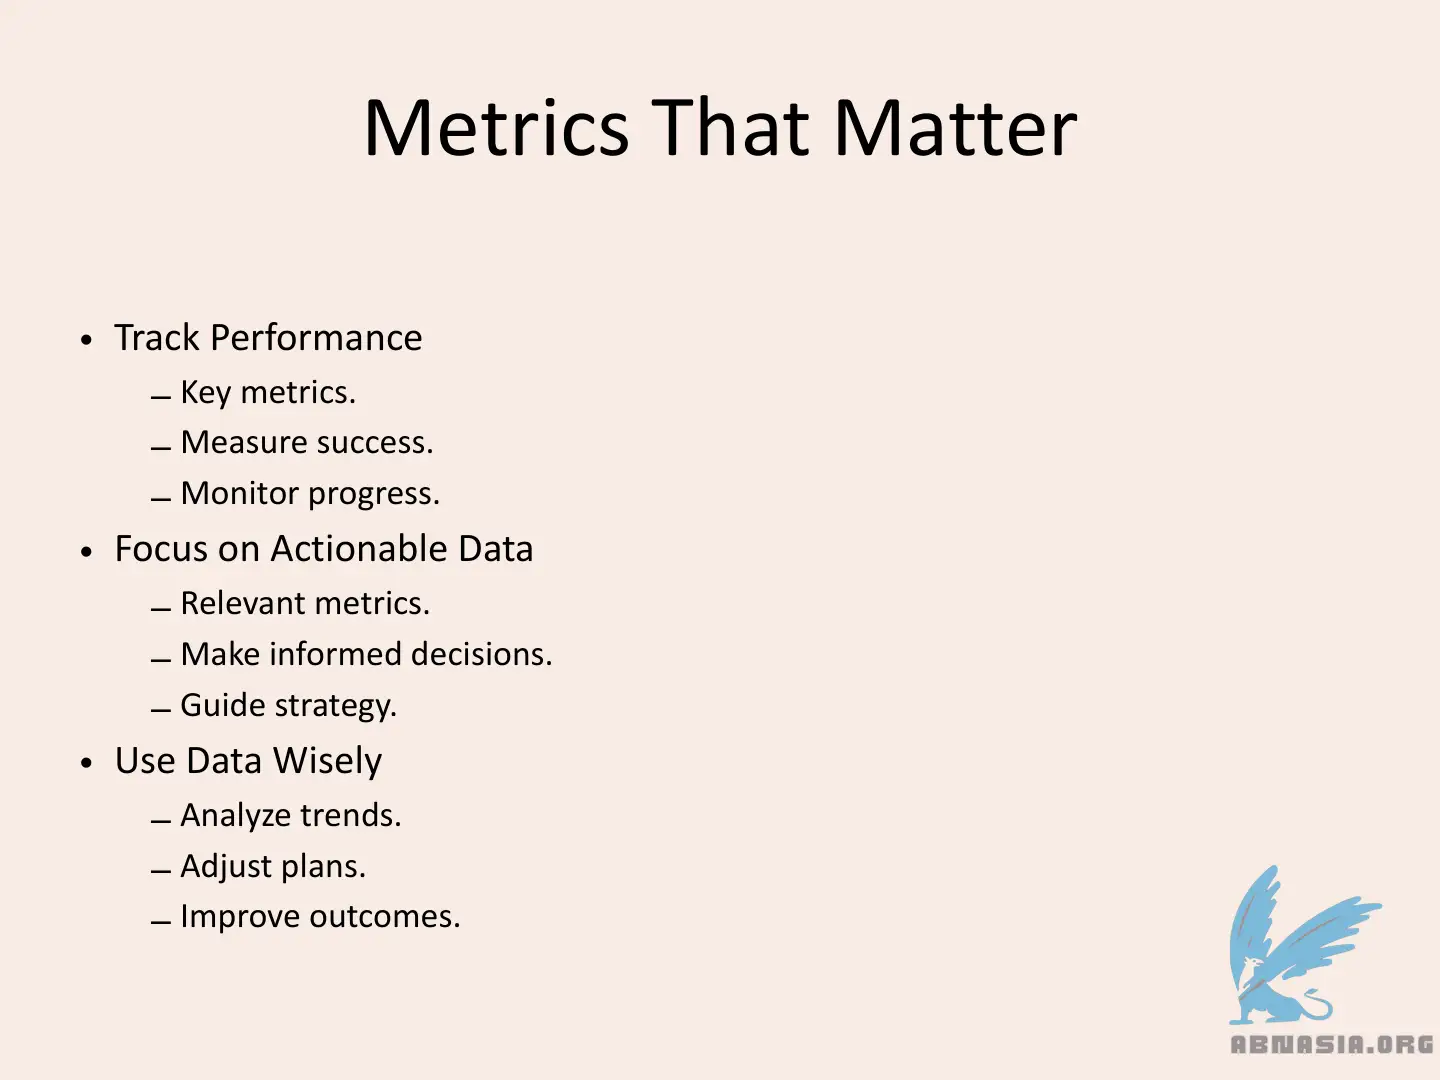 Metrics That Matter
• Track Performance
– Key metrics.
– Measure success.
– Monitor progress.
• Focus on Actionable Data
– Relevant metrics.
– Make informed decisions.
– Guide strategy.
• Use Data Wisely
– Analyze trends.
– Adjust plans.
– Improve outcomes.
ABNASIA.ORG